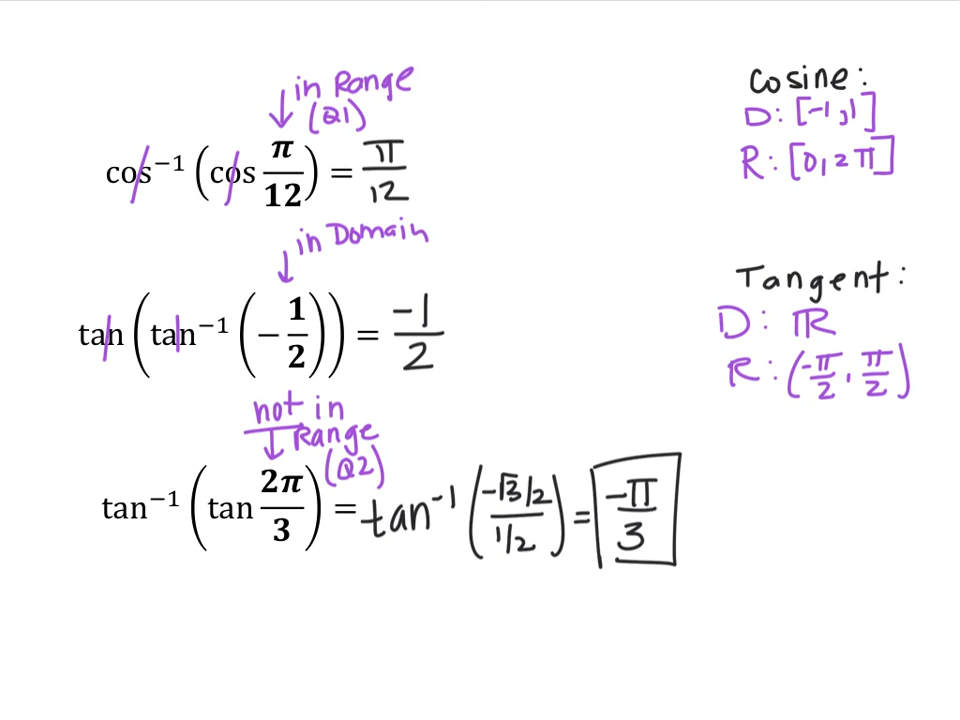 in Range
(Q1)
cos⁻¹ (cos π/12) = π/12
in Domain
tan (tan⁻¹ (−1/2)) = -1/2
not in
Range
(Q2)
tan⁻¹ (tan 2π/3) = tan⁻¹ (-√3/2 / 1/2) = -π/3
Cosine:
D: [-1,1]
R: [0,2π]
Tangent:
D: ℝ
R: (-π/2, π/2)